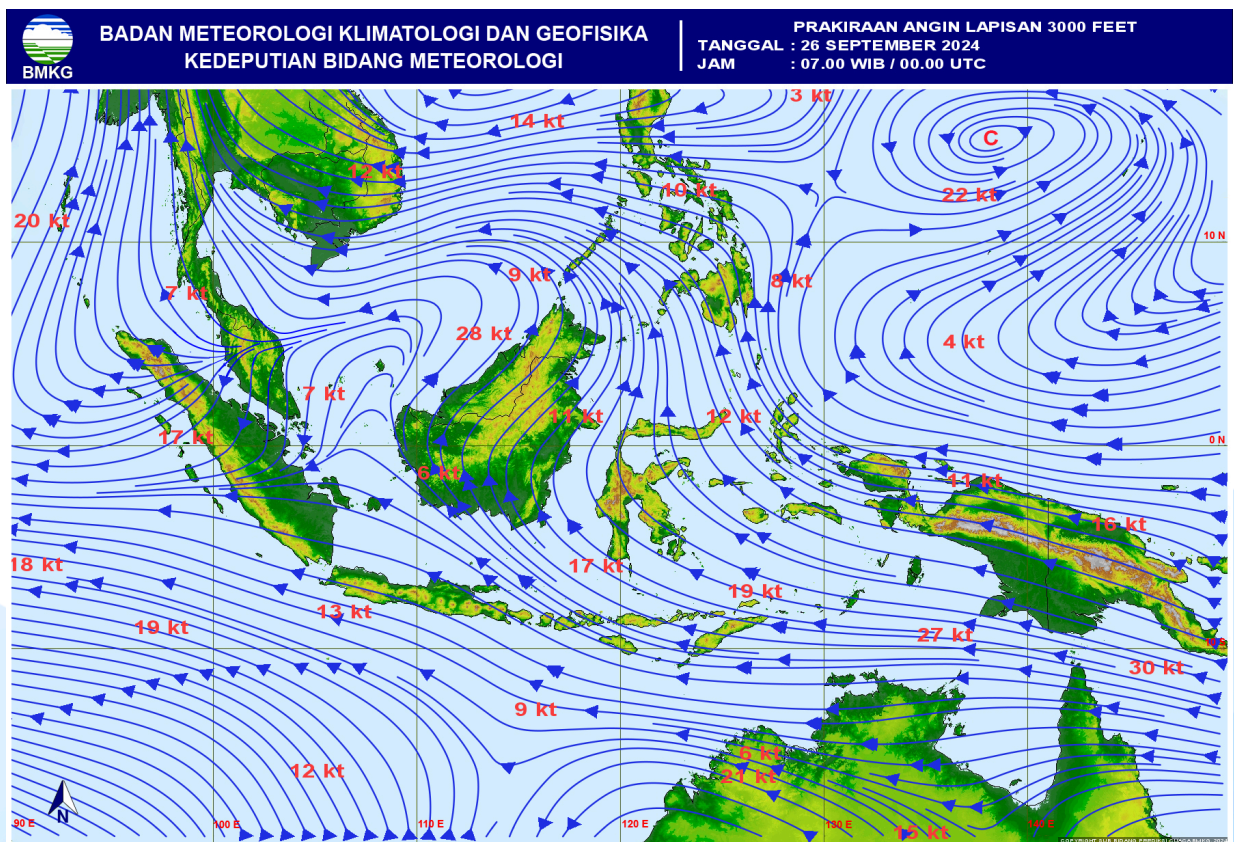 BMKG
BADAN METEOROLOGI KLIMATOLOGI DAN GEOFISIKA
KEDEPUTIAN BIDANG METEOROLOGI
PRAKIRAAN ANGIN LAPISAN 3000 FEET
TANGGAL : 26 SEPTEMBER 2024
JAM : 07.00 WIB / 00.00 UTC
3 kt
14 kt
C
12 kt
10 kt
22 kt
20 kt
10 N
9 kt
8 kt
7 kt
28 kt
4 kt
7 kt
11 kt
12 kt
17 kt
0 N
6 kt
11 kt
16 kt
18 kt
17 kt
19 kt
13 kt
19 kt
27 kt
30 kt
9 kt
6 kt
12 kt
21 kt
N
90 E
100 E
110 E
120 E
130 E
140 E
15 kt